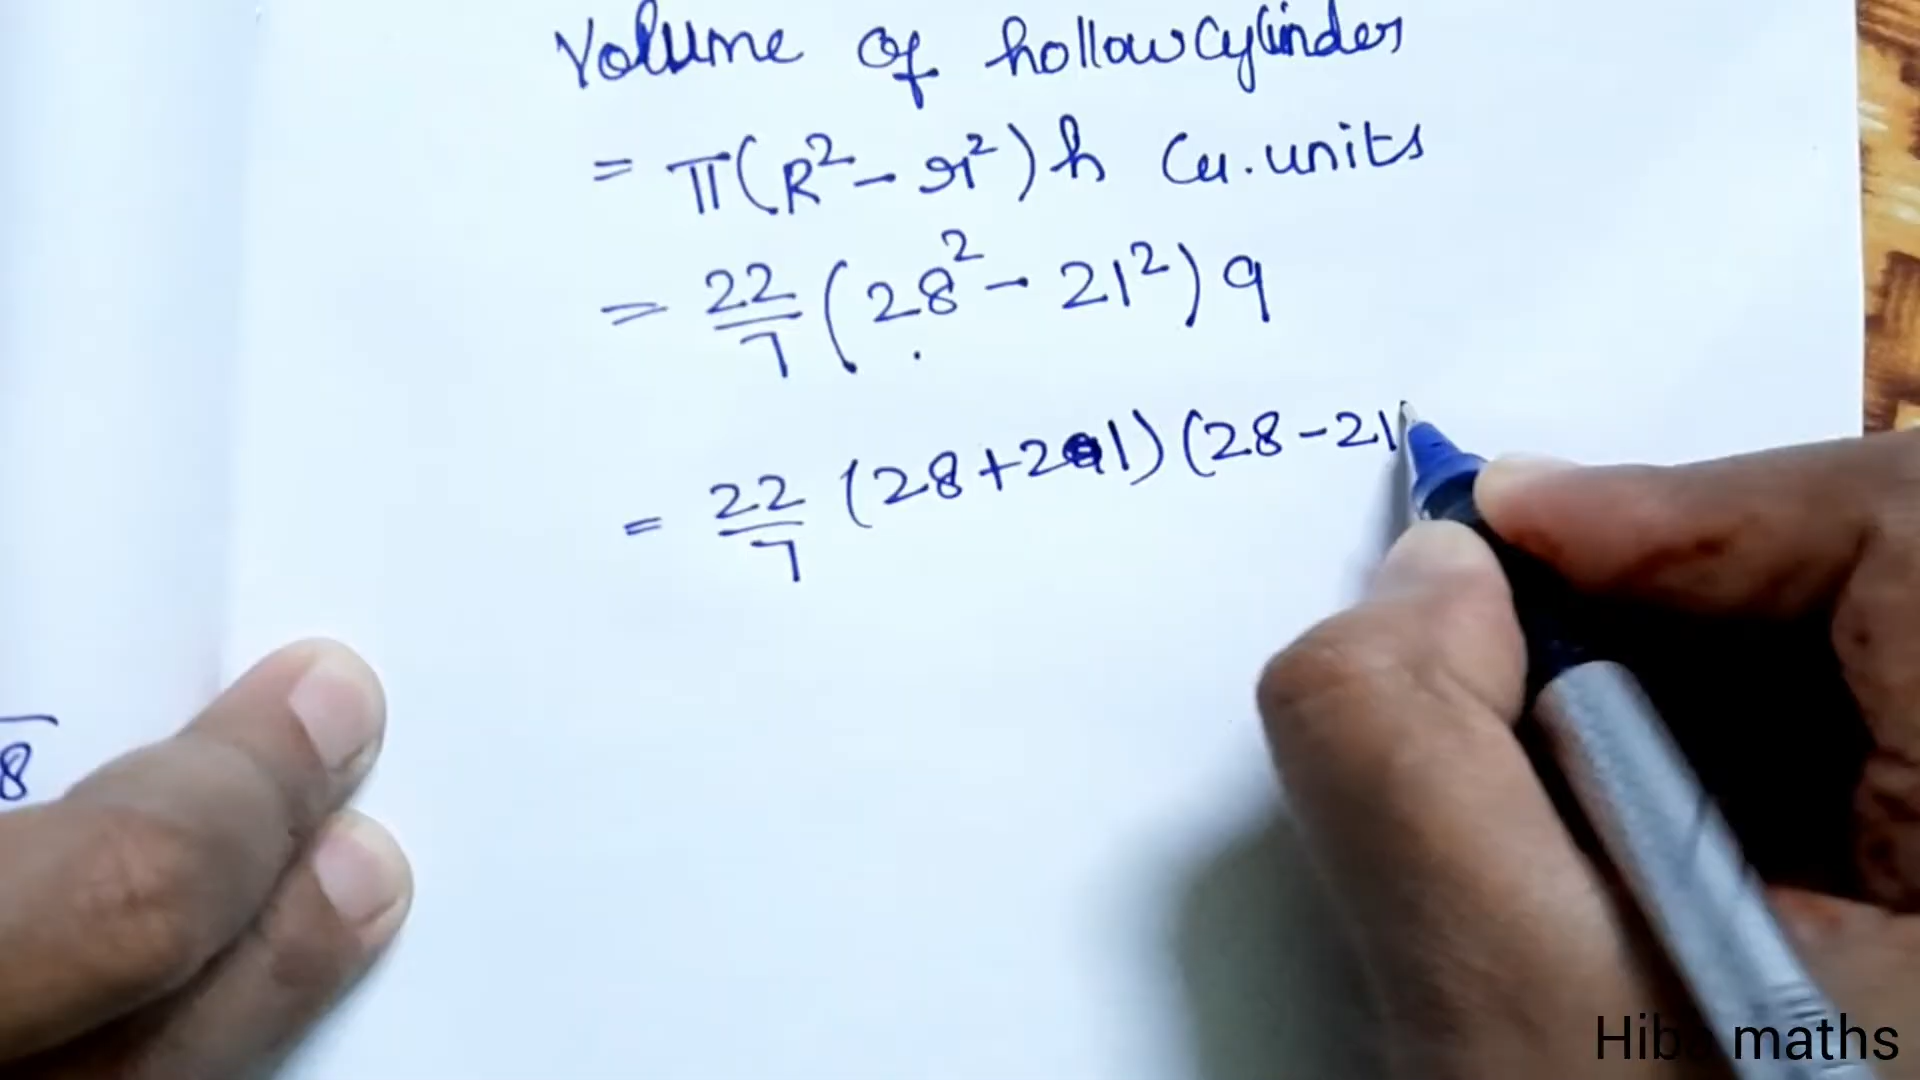 Volume of hollow cylinder
= π(R² - r²)h Cu.units
= 22/7 (28² - 21²) 9
= 22/7 (28+21) (28-21
8
maths